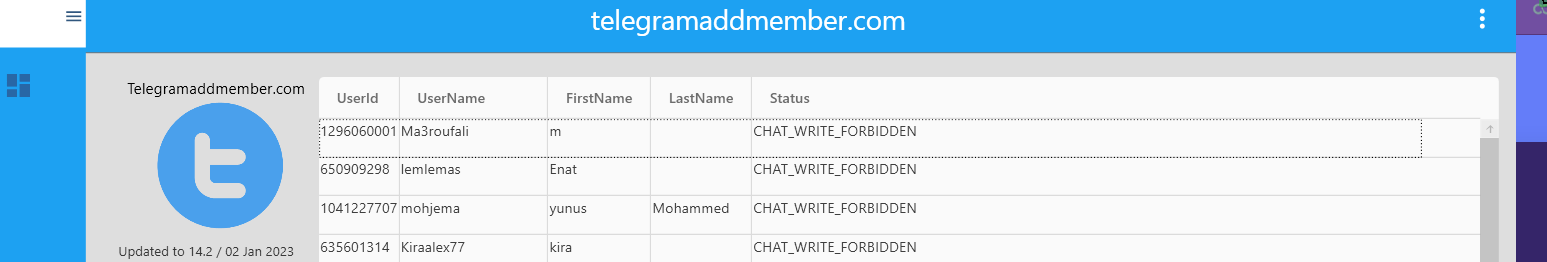 telegramaddmember.com
Telegramaddmember.com
Updated to 14.2 / 02 Jan 2023
UserId UserName FirstName LastName Status
1296060001 Ma3roufali m CHAT_WRITE_FORBIDDEN
650909298 lemlemas Enat CHAT_WRITE_FORBIDDEN
1041227707 mohjema yunus Mohammed CHAT_WRITE_FORBIDDEN
635601314 Kiraalex77 kira CHAT_WRITE_FORBIDDEN